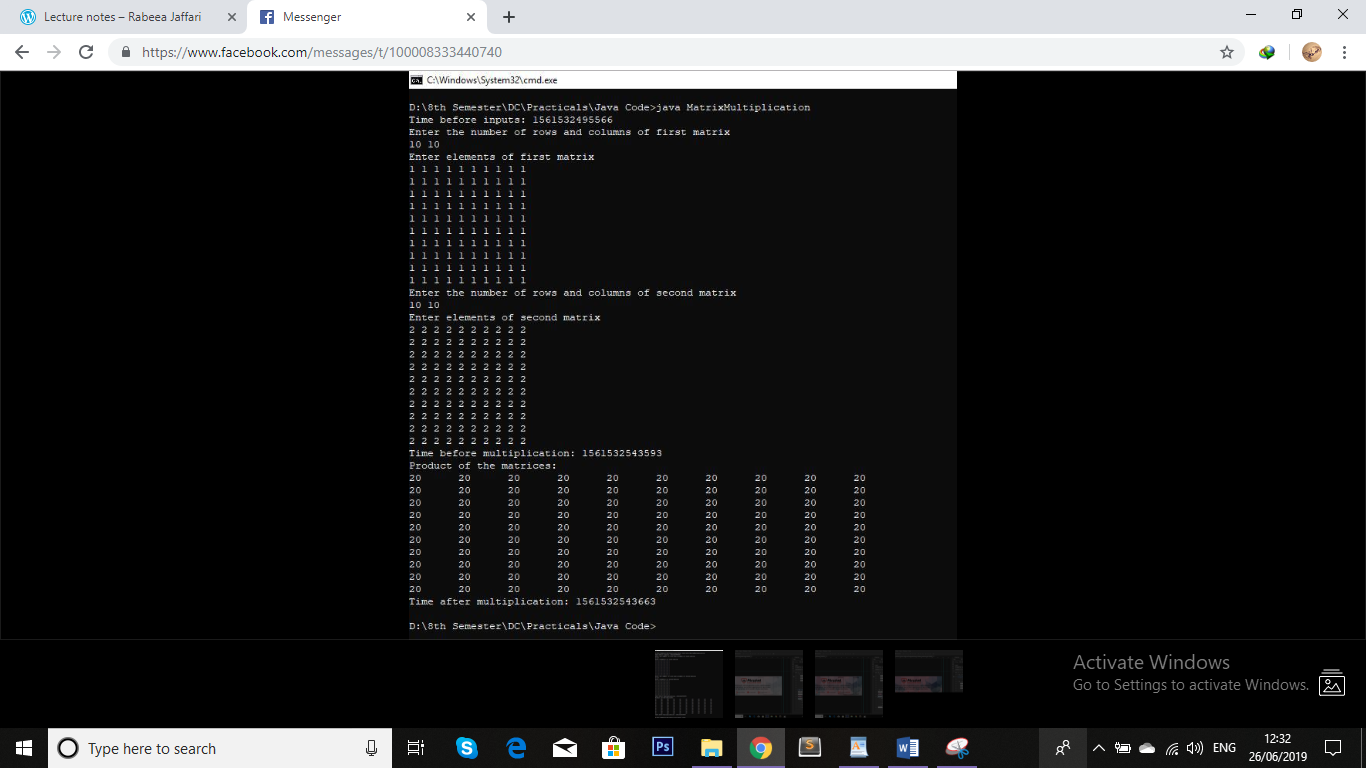 Lecture notes – Rabeea Jaffari
Messenger
https://www.facebook.com/messages/t/100008333440740
C:\Windows\System32\cmd.exe
D:\8th Semester\DC\Practicals\Java Code>java MatrixMultiplication
Time before inputs: 1561532495566
Enter the number of rows and columns of first matrix
10 10
Enter elements of first matrix
1 1 1 1 1 1 1 1 1 1
1 1 1 1 1 1 1 1 1 1
1 1 1 1 1 1 1 1 1 1
1 1 1 1 1 1 1 1 1 1
1 1 1 1 1 1 1 1 1 1
1 1 1 1 1 1 1 1 1 1
1 1 1 1 1 1 1 1 1 1
1 1 1 1 1 1 1 1 1 1
1 1 1 1 1 1 1 1 1 1
1 1 1 1 1 1 1 1 1 1
Enter the number of rows and columns of second matrix
10 10
Enter elements of second matrix
2 2 2 2 2 2 2 2 2 2
2 2 2 2 2 2 2 2 2 2
2 2 2 2 2 2 2 2 2 2
2 2 2 2 2 2 2 2 2 2
2 2 2 2 2 2 2 2 2 2
2 2 2 2 2 2 2 2 2 2
2 2 2 2 2 2 2 2 2 2
2 2 2 2 2 2 2 2 2 2
2 2 2 2 2 2 2 2 2 2
2 2 2 2 2 2 2 2 2 2
Time before multiplication: 1561532543593
Product of the matrices:
20 20 20 20 20 20 20 20 20 20
20 20 20 20 20 20 20 20 20 20
20 20 20 20 20 20 20 20 20 20
20 20 20 20 20 20 20 20 20 20
20 20 20 20 20 20 20 20 20 20
20 20 20 20 20 20 20 20 20 20
20 20 20 20 20 20 20 20 20 20
20 20 20 20 20 20 20 20 20 20
20 20 20 20 20 20 20 20 20 20
20 20 20 20 20 20 20 20 20 20
Time after multiplication: 1561532543663
D:\8th Semester\DC\Practicals\Java Code>
Activate Windows
Go to Settings to activate Windows.
Type here to search
Ps
ENG
12:32
26/06/2019